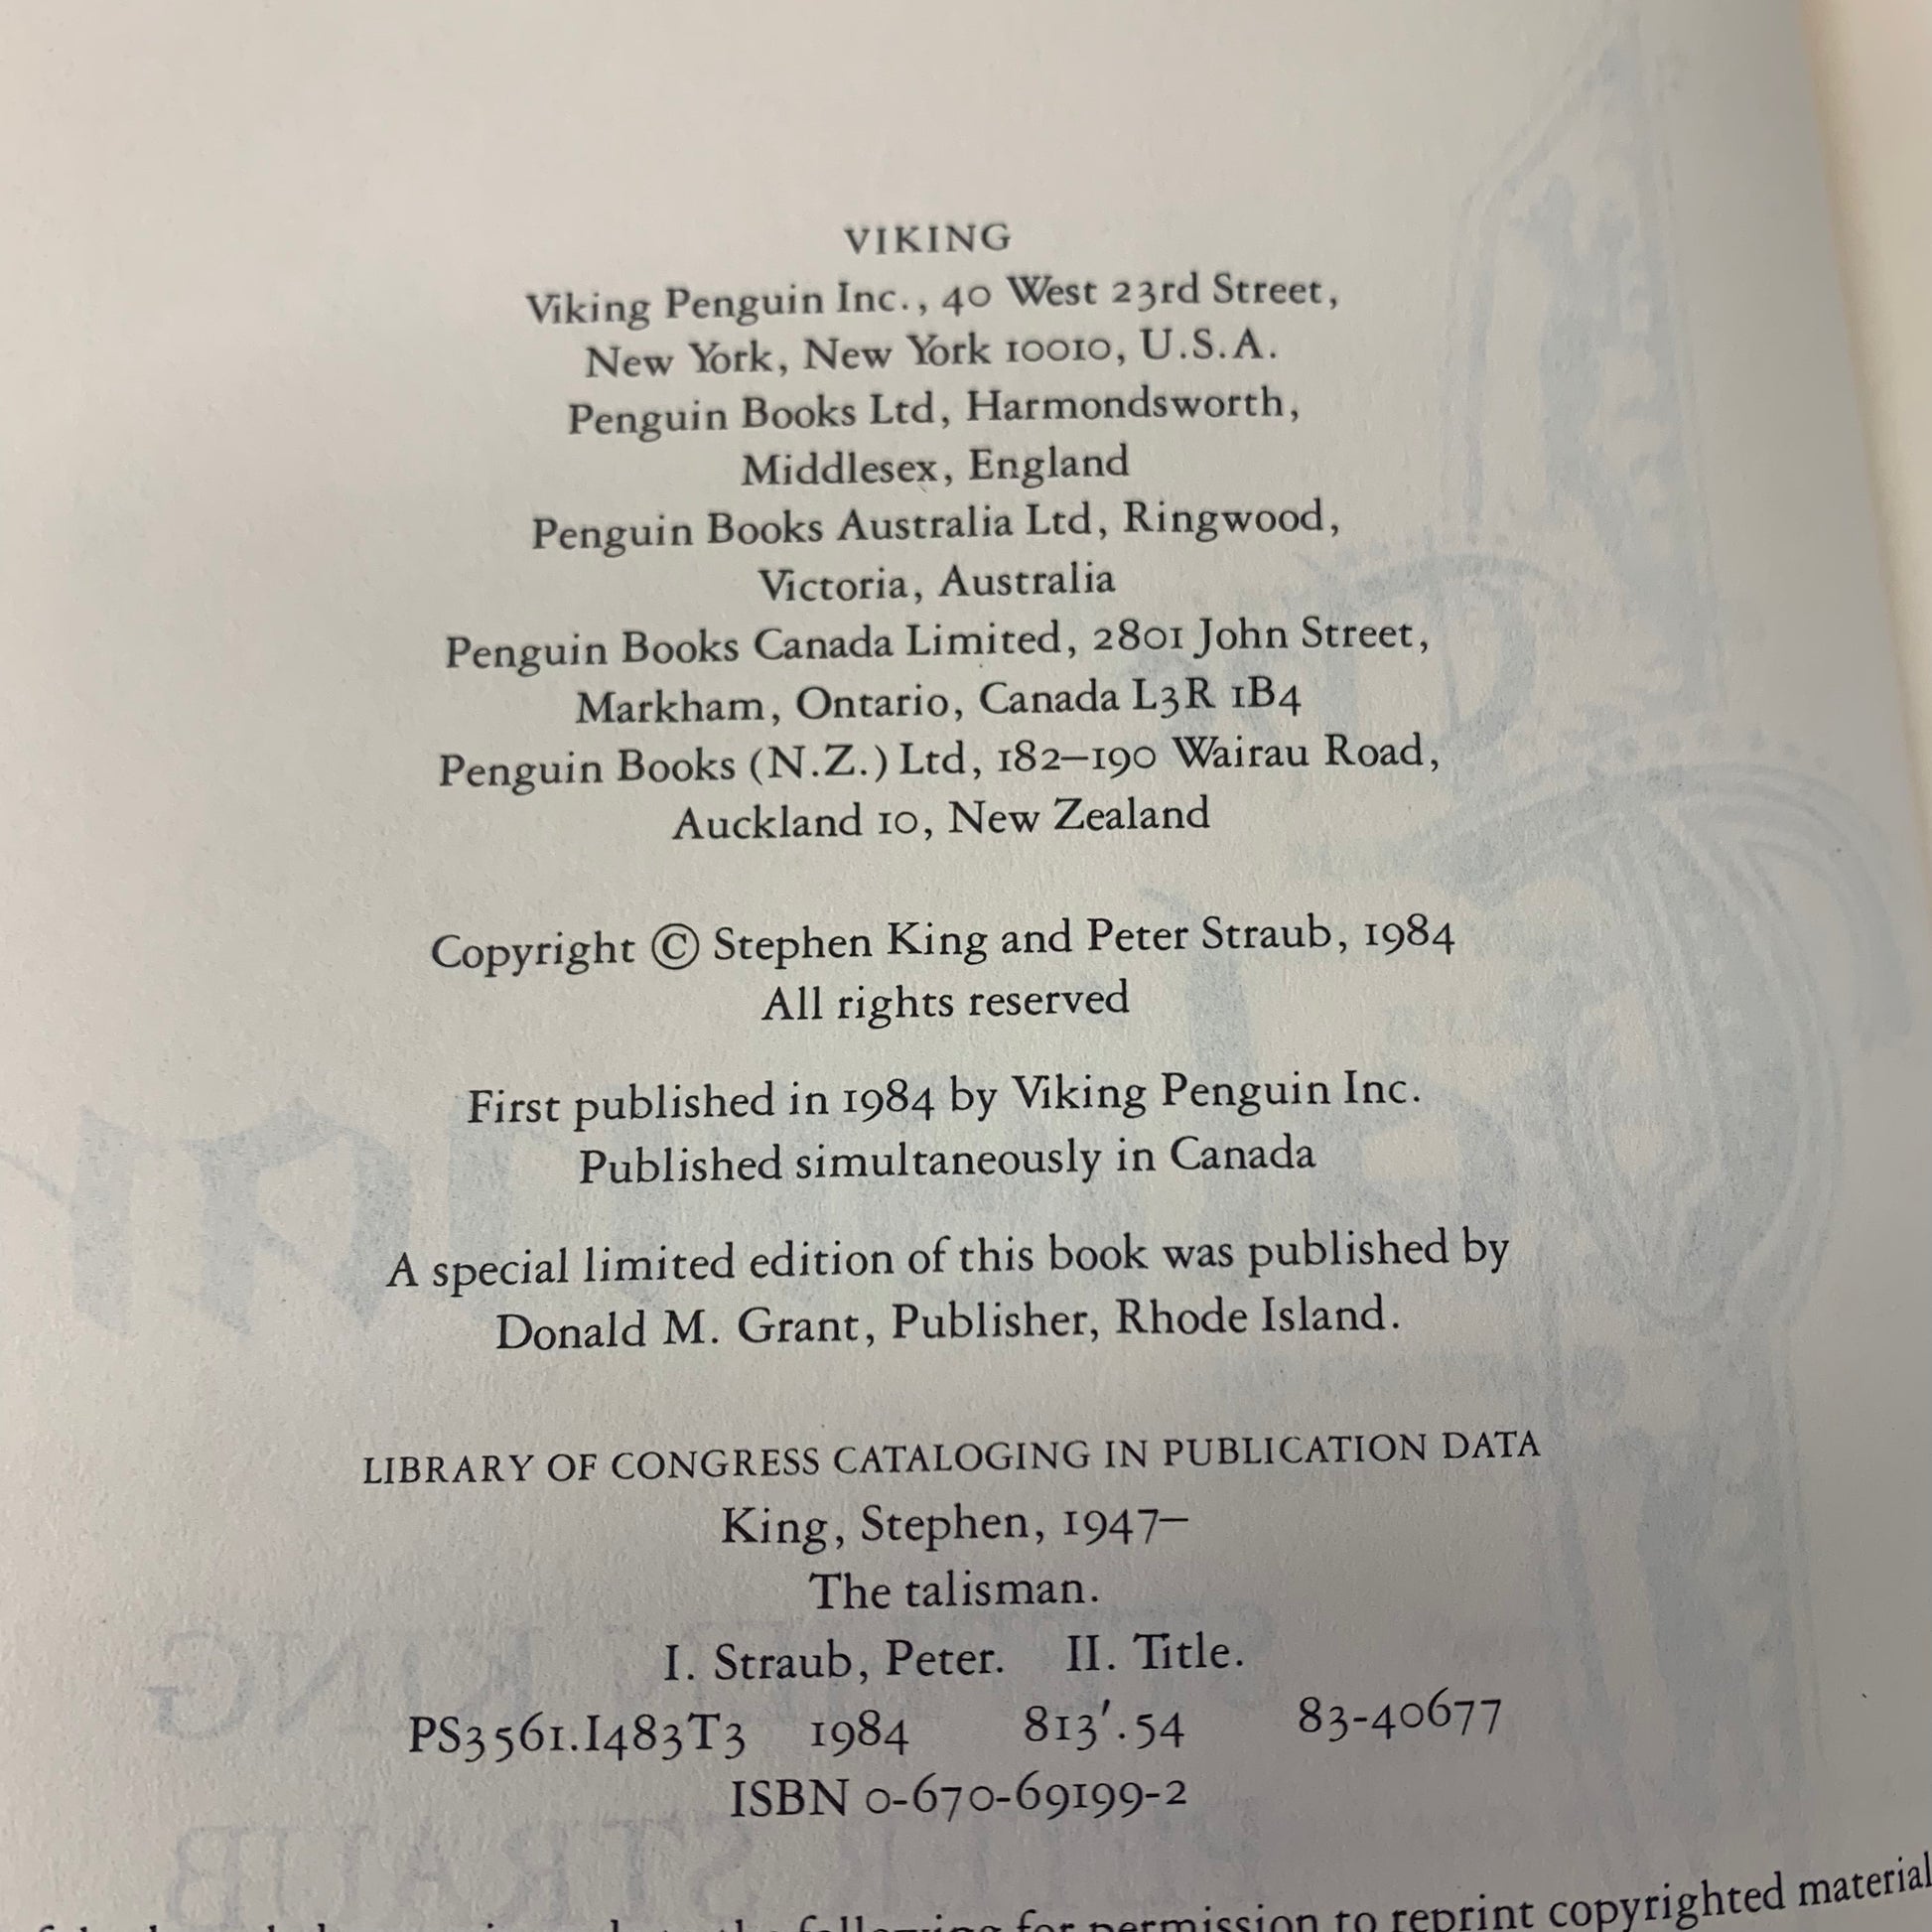 VIKING
Viking Penguin Inc., 40 West 23rd Street,
New York, New York 10010, U.S.A.
Penguin Books Ltd, Harmondsworth,
Middlesex, England
Penguin Books Australia Ltd, Ringwood,
Victoria, Australia
Penguin Books Canada Limited, 2801 John Street,
Markham, Ontario, Canada L3R 1B4
Penguin Books (N.Z.) Ltd, 182–190 Wairau Road,
Auckland 10, New Zealand
Copyright © Stephen King and Peter Straub, 1984
All rights reserved
First published in 1984 by Viking Penguin Inc.
Published simultaneously in Canada
A special limited edition of this book was published by
Donald M. Grant, Publisher, Rhode Island.
LIBRARY OF CONGRESS CATALOGING IN PUBLICATION DATA
King, Stephen, 1947–
The talisman.
I. Straub, Peter. II. Title.
PS3561.I483T3 1984 813'.54 83-40677
ISBN 0-670-69199-2
the following for permission to reprint copyrighted material